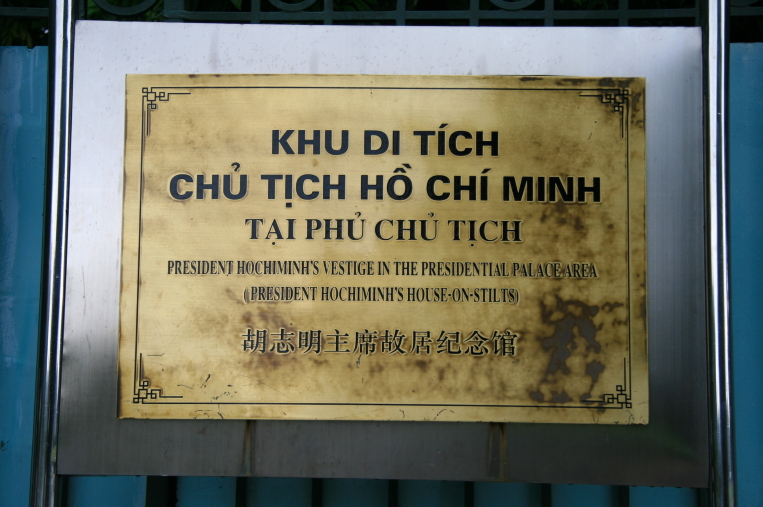 KHU DI TÍCH
CHỦ TỊCH HỒ CHÍ MINH
TẠI PHỦ CHỦ TỊCH
PRESIDENT HOCHIMINH'S VESTIGE IN THE PRESIDENTIAL PALACE AREA
( PRESIDENT HOCHIMINH'S HOUSE-ON-STILTS)
胡志明主席故居纪念馆